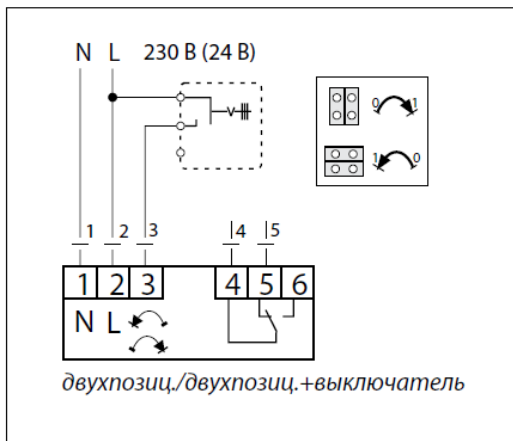 N L 230 В (24 В)
0 1
1 0
1 2 3 4 5
1 2 3 4 5 6
N L
двухпозиц./двухпозиц.+выключатель